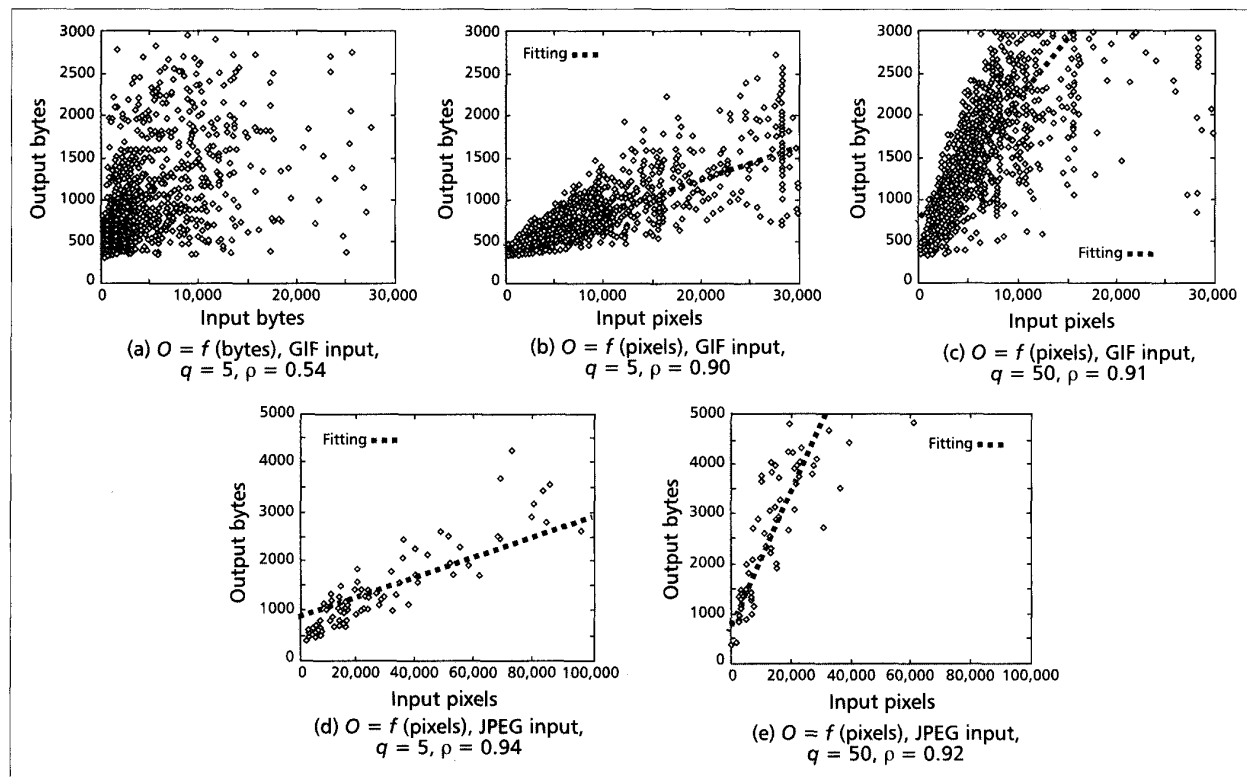 3000
2500
2000
1500
1000
500
0
Output bytes
0 10,000 20,000 30,000
Input bytes
(a) O = f (bytes), GIF input,
q = 5, ρ = 0.54
3000
2500
2000
1500
1000
500
0
Output bytes
Fitting
0 10,000 20,000 30,000
Input pixels
(b) O = f (pixels), GIF input,
q = 5, ρ = 0.90
3000
2500
2000
1500
1000
500
0
Output bytes
Fitting
0 10,000 20,000 30,000
Input pixels
(c) O = f (pixels), GIF input,
q = 50, ρ = 0.91
5000
4000
3000
2000
1000
0
Output bytes
Fitting
0 20,000 40,000 60,000 80,000 100,000
Input pixels
(d) O = f (pixels), JPEG input,
q = 5, ρ = 0.94
5000
4000
3000
2000
1000
0
Output bytes
Fitting
0 20,000 40,000 60,000 80,000 100,000
Input pixels
(e) O = f (pixels), JPEG input,
q = 50, ρ = 0.92